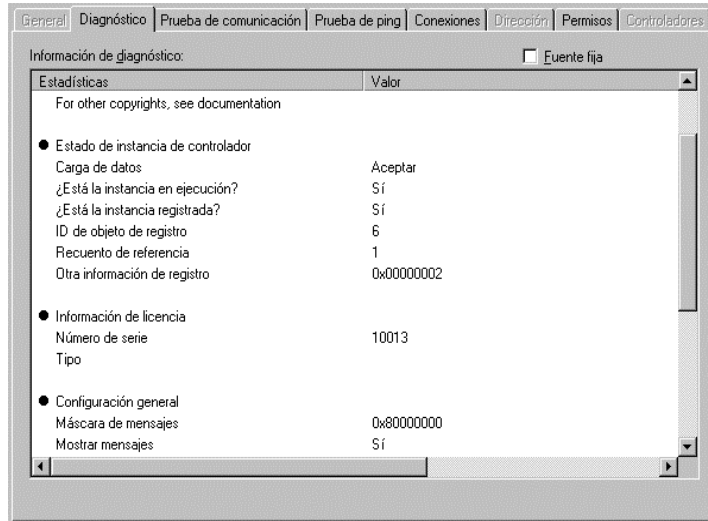 General Diagnóstico Prueba de comunicación Prueba de ping Conexiones Dirección Permisos Controladores
Información de diagnóstico: Fuente fija
Estadísticas Valor
For other copyrights, see documentation
Estado de instancia de controlador
Carga de datos Aceptar
¿Está la instancia en ejecución? Sí
¿Está la instancia registrada? Sí
ID de objeto de registro 6
Recuento de referencia 1
Otra información de registro 0x00000002
Información de licencia
Número de serie 10013
Tipo
Configuración general
Máscara de mensajes 0x80000000
Mostrar mensajes Sí